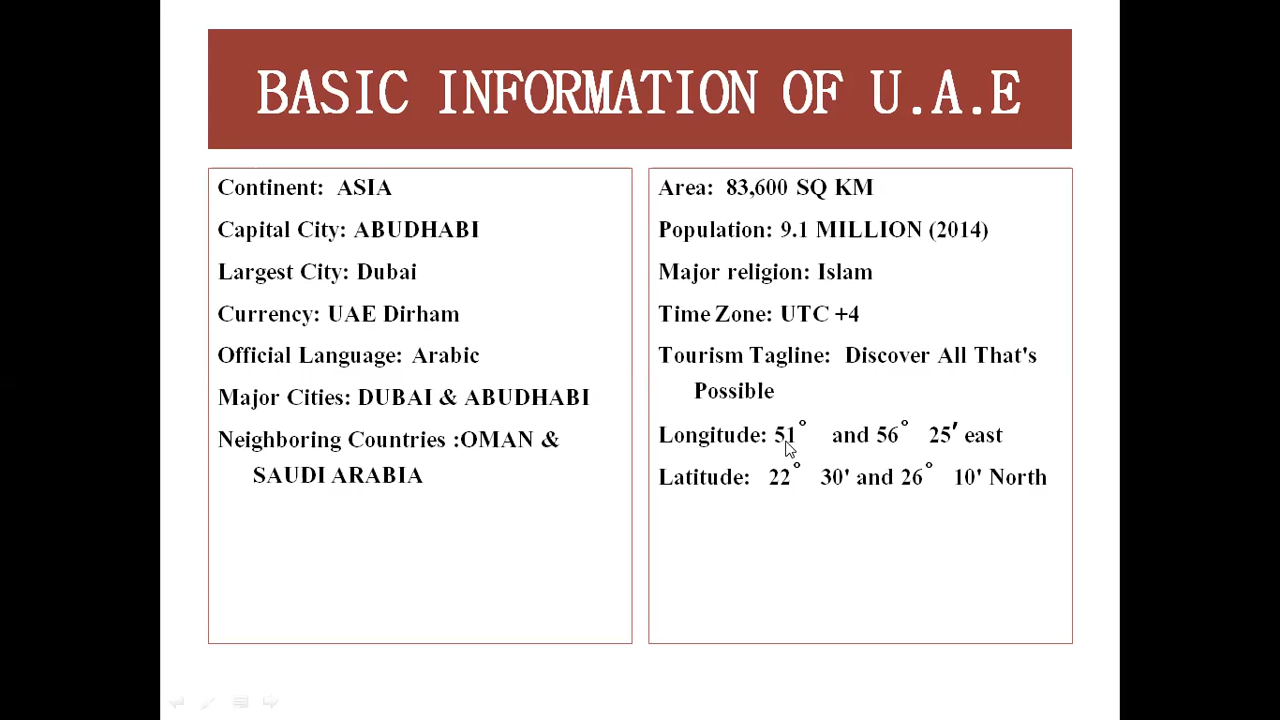 BASIC INFORMATION OF U.A.E
Continent: ASIA
Capital City: ABUDHABI
Largest City: Dubai
Currency: UAE Dirham
Official Language: Arabic
Major Cities: DUBAI & ABUDHABI
Neighboring Countries :OMAN &
SAUDI ARABIA
Area: 83,600 SQ KM
Population: 9.1 MILLION (2014)
Major religion: Islam
Time Zone: UTC +4
Tourism Tagline: Discover All That's
Possible
Longitude: 51° and 56° 25′ east
Latitude: 22° 30' and 26° 10' North